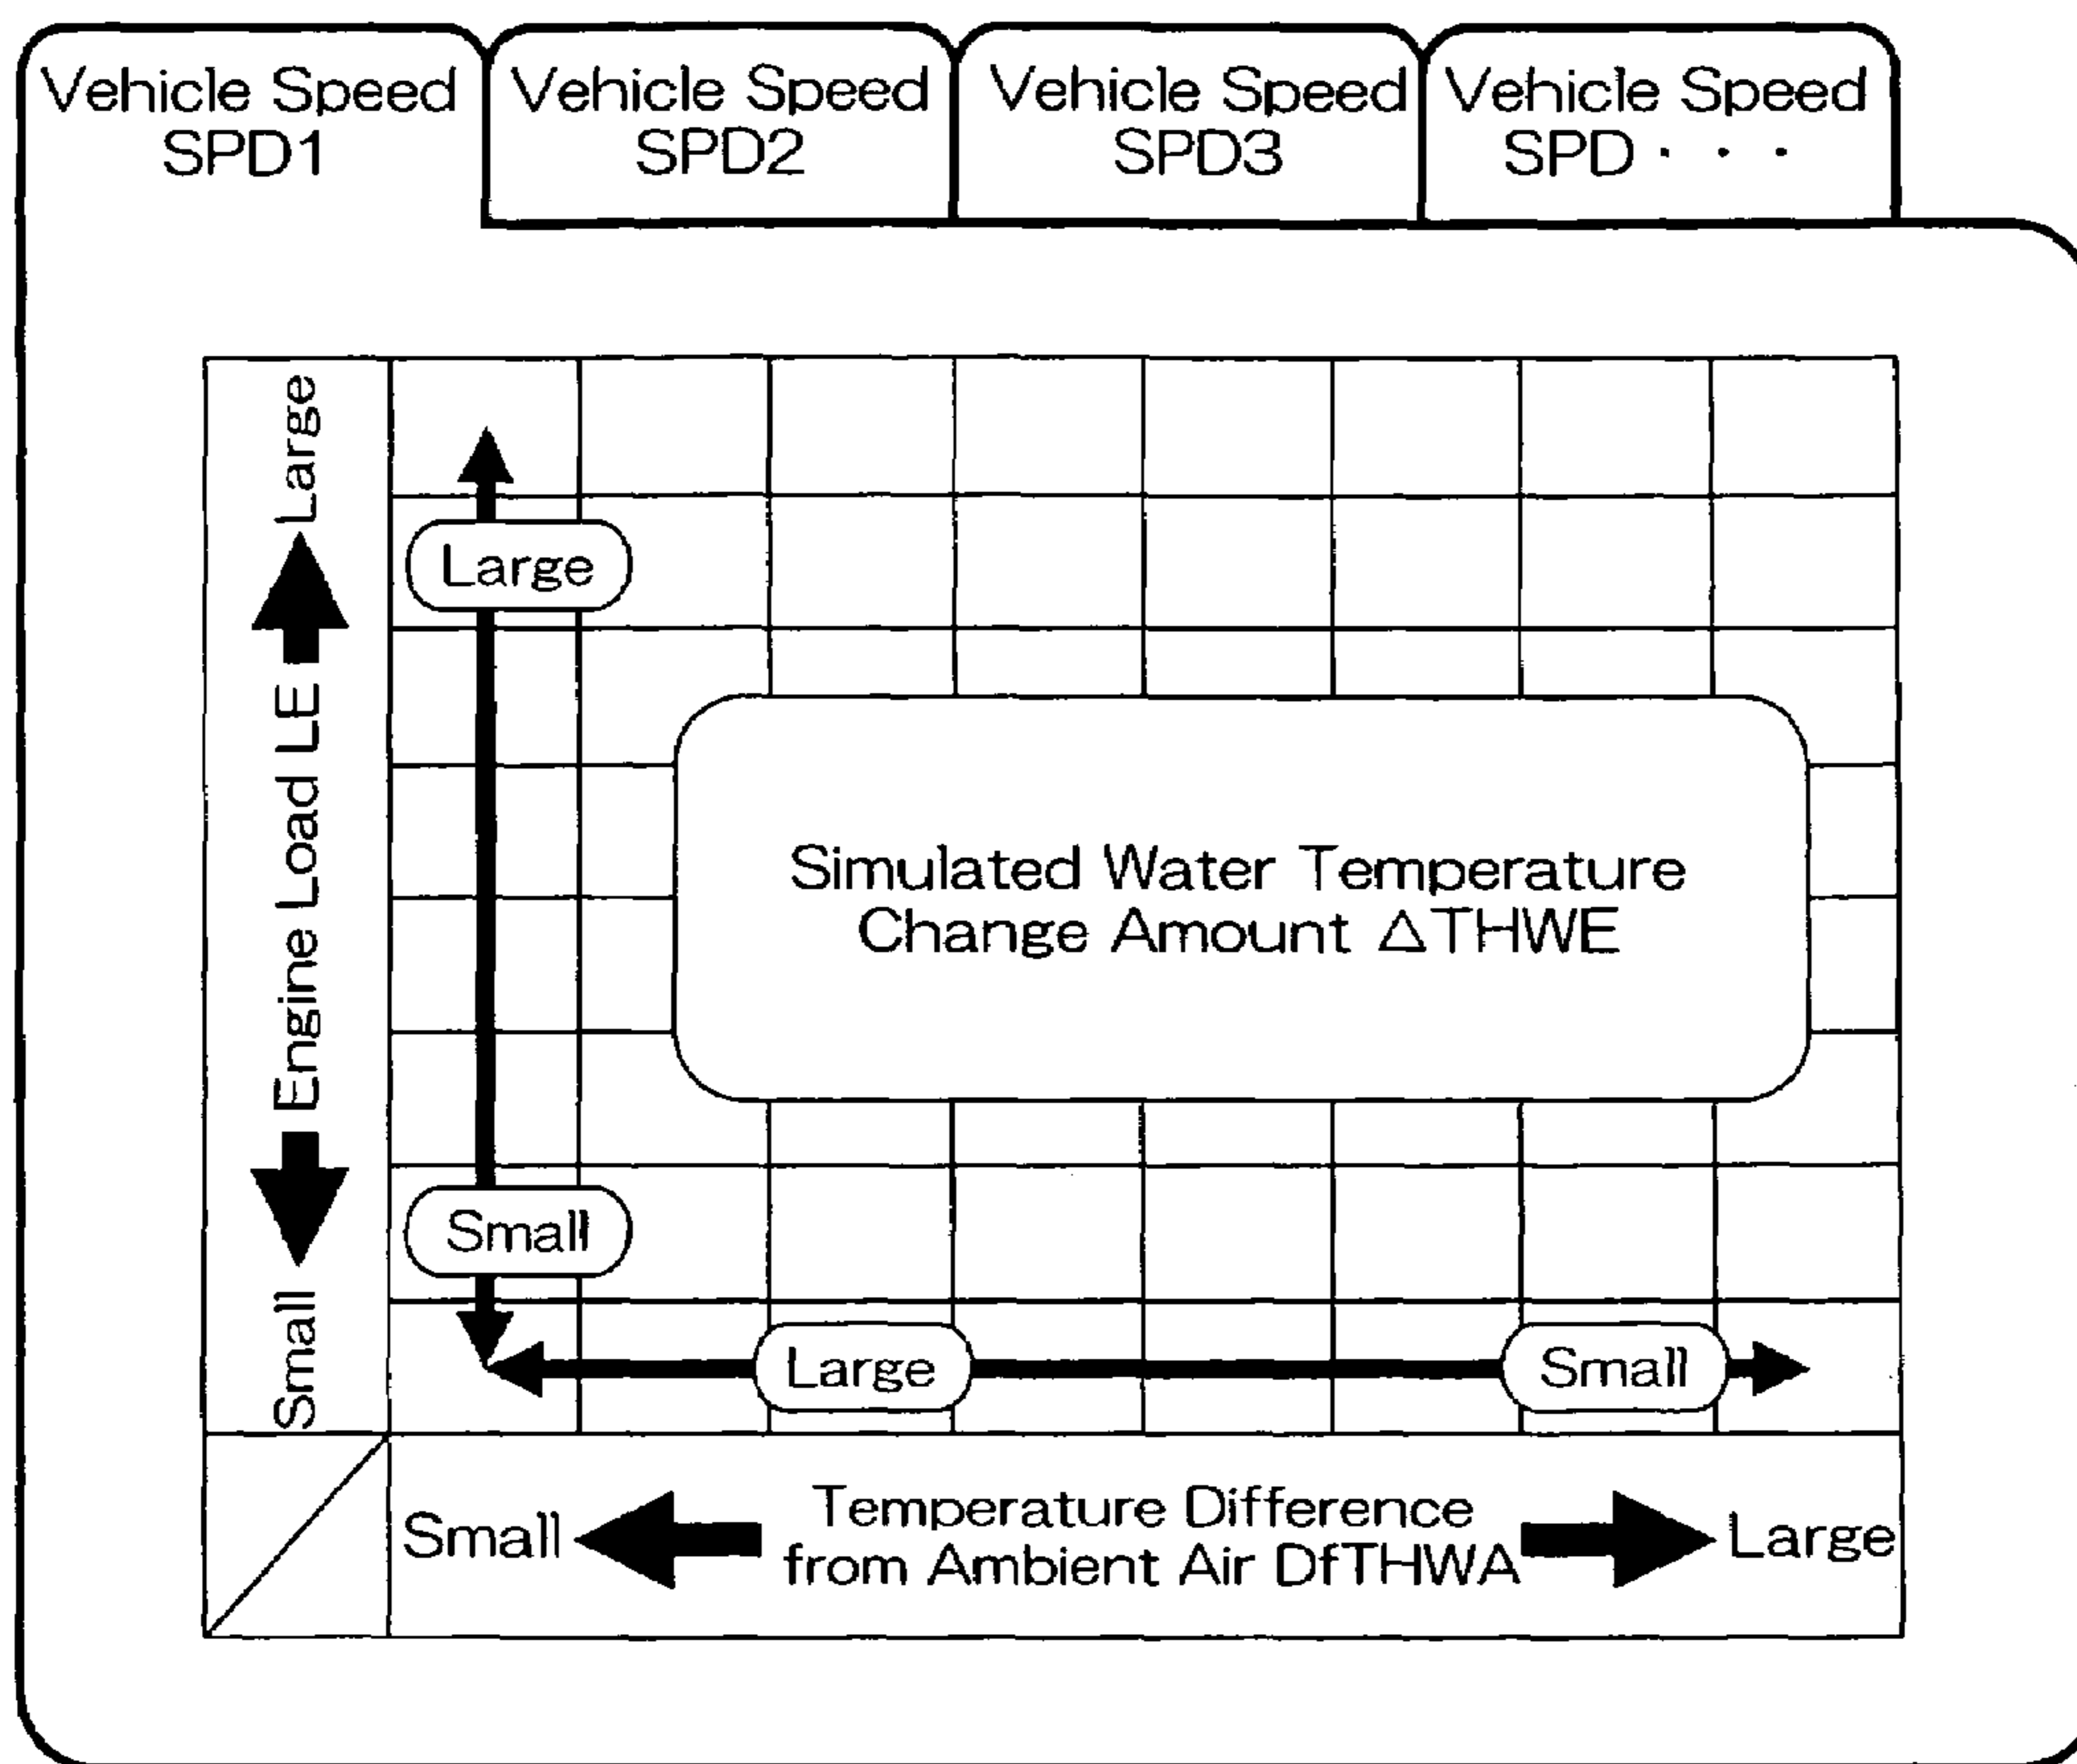 Vehicle Speed
SPD1
Vehicle Speed
SPD2
Vehicle Speed
SPD3
Vehicle Speed
SPD・・・
Large
Engine Load LE
Small
Large
Small
Simulated Water Temperature
Change Amount △THWE
Large
Small
Small
Temperature Difference
from Ambient Air DfTHWA
Large